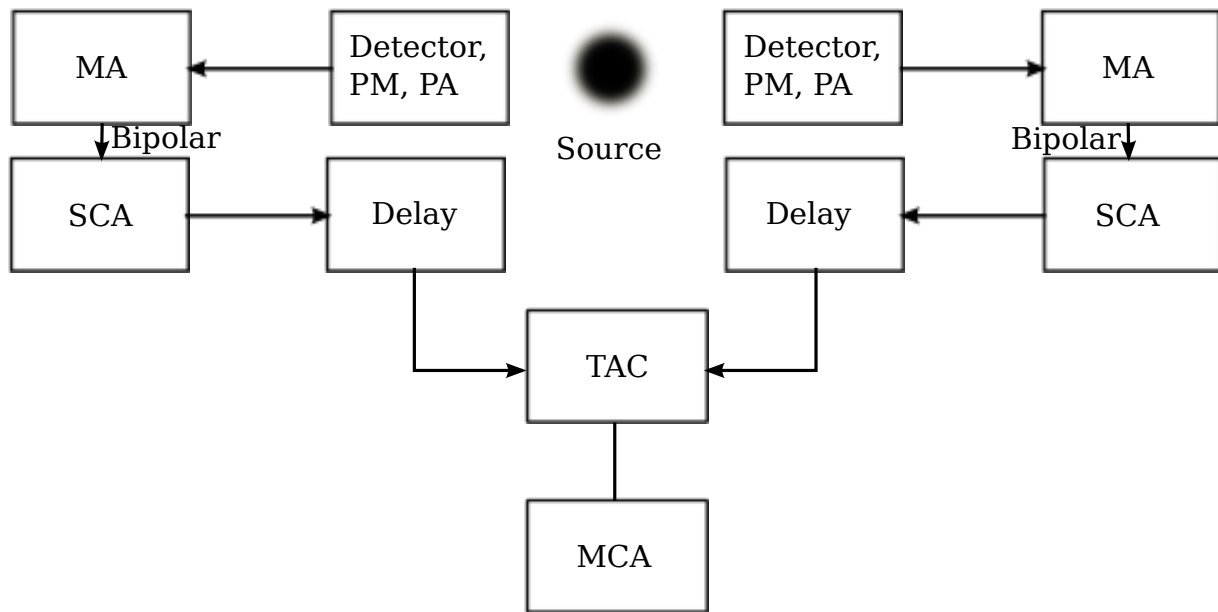 MA
Detector,
PM, PA
Source
Detector,
PM, PA
MA
Bipolar
Bipolar
SCA
Delay
Delay
SCA
TAC
MCA